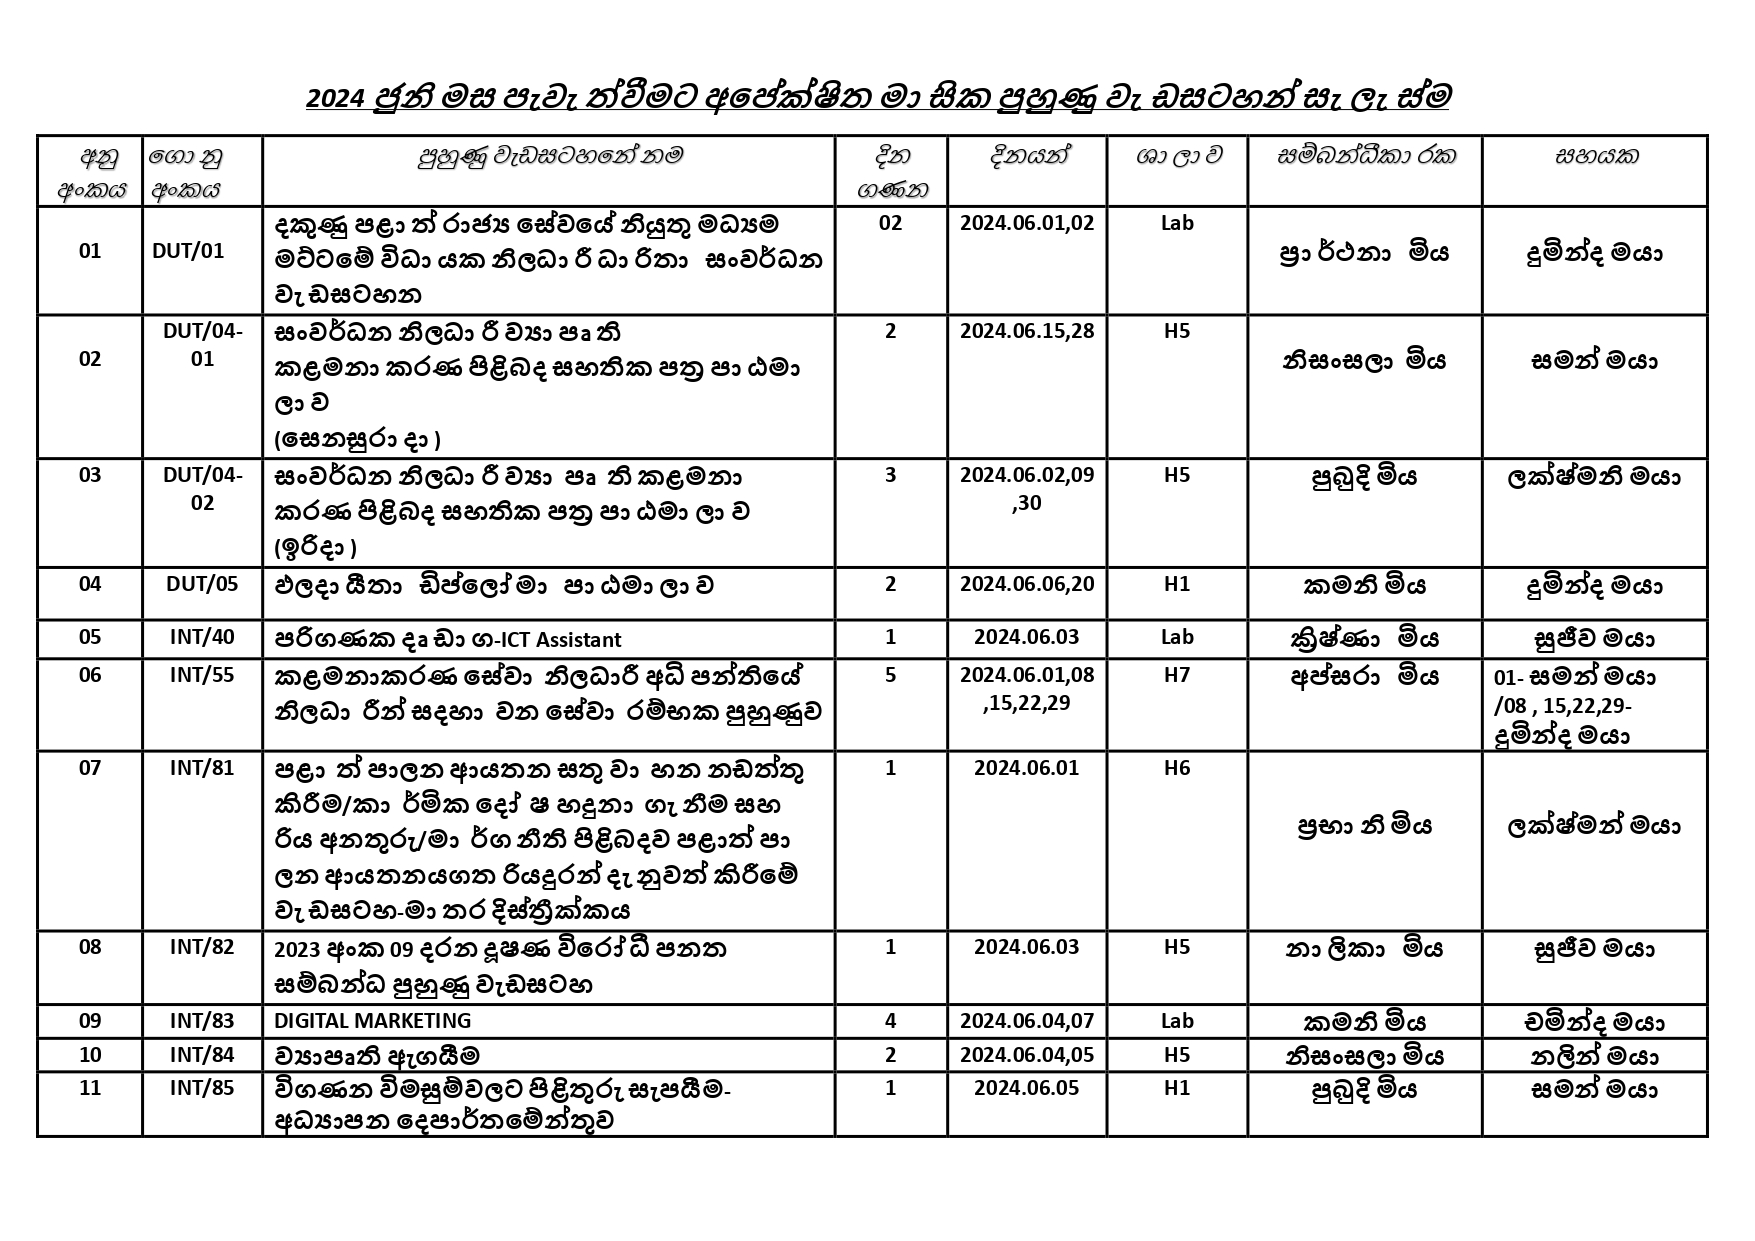 2024 ජුනි මස පැවැ ත්වීමට අපේක්ෂිත මා සික පුහුණු වැ ඩසටහන් සැ ලැ ස්ම
අනු අංකය ගො නු අංකය පුහුණු වැඩසටහනේ නම දින ගණන දිනයන් ශා ලා ව සම්බන්ධීකා රක සහයක
01 DUT/01 දකුණු පළා ත් රාජ්‍ය සේවයේ නියුතු මධ්‍යම 02 2024.06.01,02 Lab ප්‍රා ර්ථනා මිය දුමින්ද මයා
මට්ටමේ විධා යක නිලධා රී ධා රිතා සංවර්ධන
වැ ඩසටහන
02 DUT/04-01 සංවර්ධන නිලධා රී ව්‍යා පෘ ති 2 2024.06.15,28 H5 නිසංසලා මිය සමන් මයා
කළමනා කරණ පිළිබද සහතික පත්‍ර පා ඨමා
ලා ව
(සෙනසුරා දා )
03 DUT/04-02 සංවර්ධන නිලධා රී ව්‍යා පෘ ති කළමනා 3 2024.06.02,09 ,30 H5 පුබුදි මිය ලක්ෂ්මනි මයා
කරණ පිළිබද සහතික පත්‍ර පා ඨමා ලා ව
(ඉරිදා )
04 DUT/05 ඵලදා යීතා ඩිප්ලෝ මා පා ඨමා ලා ව 2 2024.06.06,20 H1 කමනි මිය දුමින්ද මයා
05 INT/40 පරිගණක දෘ ඩා ග-ICT Assistant 1 2024.06.03 Lab ක්‍රිෂ්ණා මිය සුජීව මයා
06 INT/55 කළමනාකරණ සේවා නිලධාරී අධි පන්තියේ 5 2024.06.01,08 ,15,22,29 H7 අප්සරා මිය 01- සමන් මයා
නිලධා රීන් සදහා වන සේවා රම්භක පුහුණුව /08 , 15,22,29-
දුමින්ද මයා
07 INT/81 පළා ත් පාලන ආයතන සතු වා හන නඩත්තු 1 2024.06.01 H6 ප්‍රභා නි මිය ලක්ෂ්මන් මයා
කිරීම/කා ර්මික දෝ ෂ හදුනා ගැ නීම සහ
රිය අනතුරු/මා ර්ග නීති පිළිබදව පළාත් පා
ලන ආයතනයගත රියදුරන් දැ නුවත් කිරීමේ
වැ ඩසටහ-මා තර දිස්ත්‍රීක්කය
08 INT/82 2023 අංක 09 දරන දූෂණ විරෝ ධී පනත 1 2024.06.03 H5 නා ලිකා මිය සුජීව මයා
සම්බන්ධ පුහුණු වැඩසටහ
09 INT/83 DIGITAL MARKETING 4 2024.06.04,07 Lab කමනි මිය චමින්ද මයා
10 INT/84 ව්‍යාපෘති ඇගයීම 2 2024.06.04,05 H5 නිසංසලා මිය නලින් මයා
11 INT/85 විගණන විමසුම්වලට පිළිතුරු සැපයීම- 1 2024.06.05 H1 පුබුදි මිය සමන් මයා
අධ්‍යාපන දෙපාර්තමේන්තුව